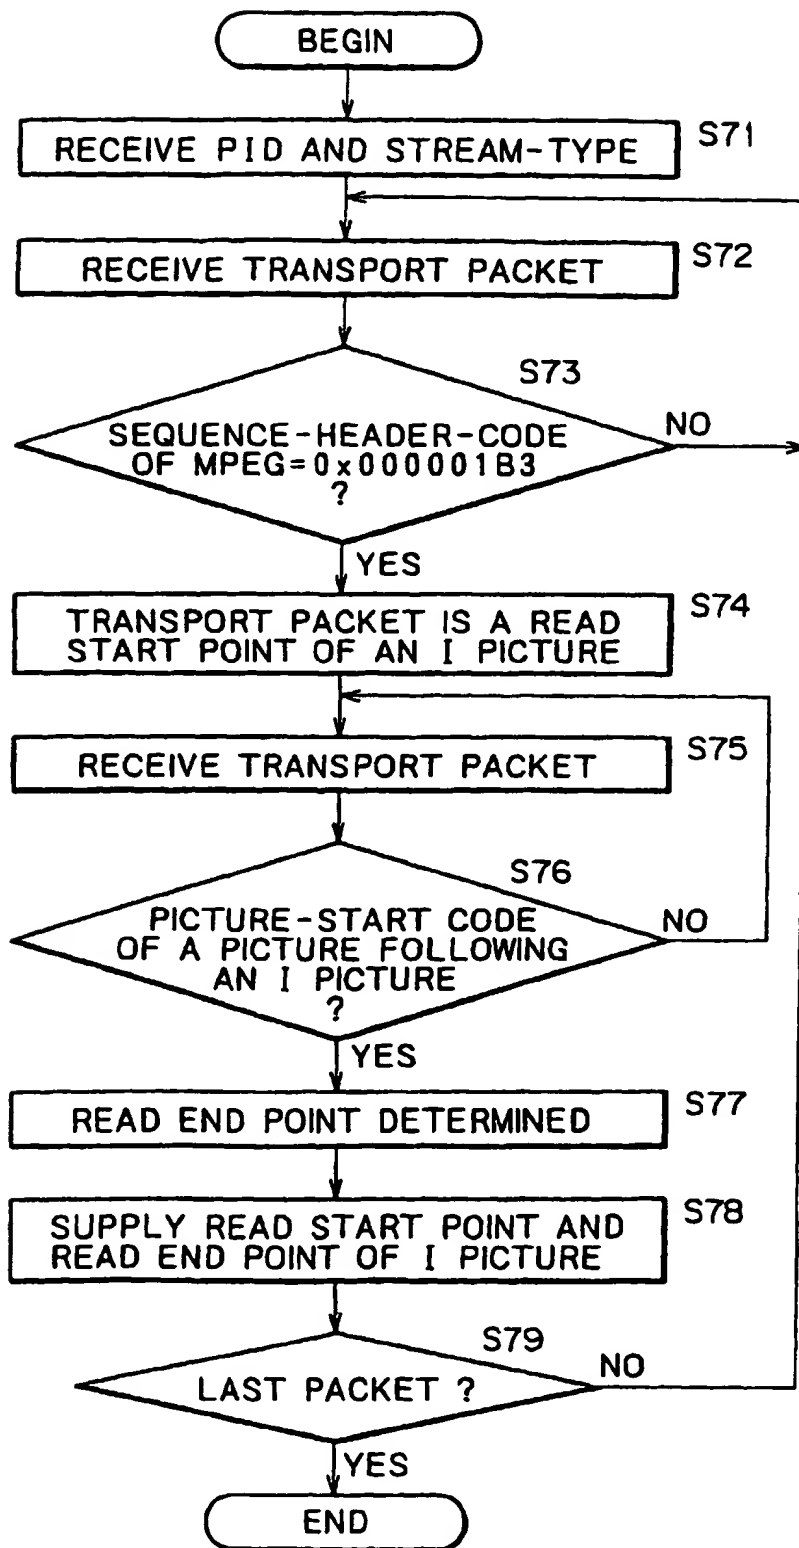 BEGIN
RECEIVE PID AND STREAM-TYPE
S71
RECEIVE TRANSPORT PACKET
S72
S73
SEQUENCE-HEADER-CODE
OF MPEG=0x000001B3
?
NO
YES
TRANSPORT PACKET IS A READ
START POINT OF AN I PICTURE
S74
RECEIVE TRANSPORT PACKET
S75
S76
PICTURE-START CODE
OF A PICTURE FOLLOWING
AN I PICTURE
?
NO
YES
READ END POINT DETERMINED
S77
SUPPLY READ START POINT AND
READ END POINT OF I PICTURE
S78
S79
LAST PACKET ?
NO
YES
END